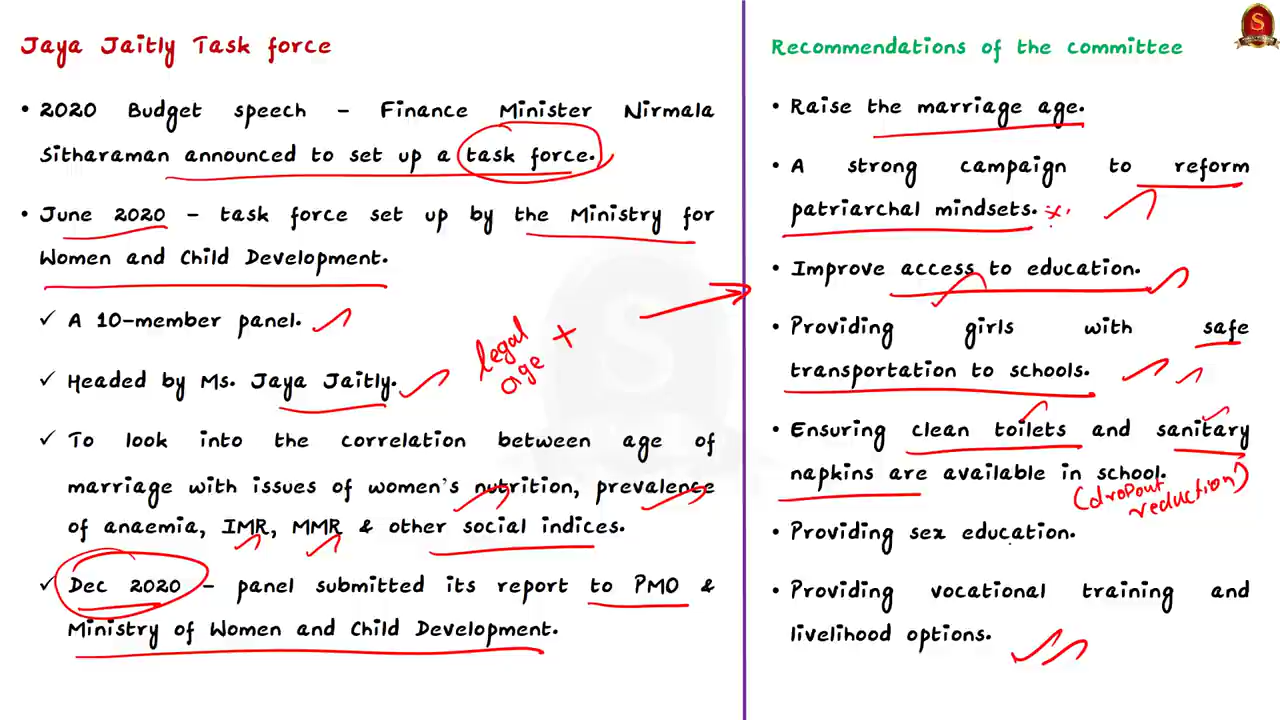 Jaya Jaitly Task force
• 2020 Budget speech - Finance Minister Nirmala
Sitharaman announced to set up a task force.
• June 2020 - task force set up by the Ministry for
Women and Child Development.
✓ A 10-member panel.
✓ Headed by Ms. Jaya Jaitly.
legal
age +
✓ To look into the correlation between age of
marriage with issues of women's nutrition, prevalence
of anaemia, IMR, MMR & other social indices.
✓ Dec 2020 - panel submitted its report to PMO &
Ministry of Women and Child Development.
Recommendations of the committee
• Raise the marriage age.
• A strong campaign to reform
patriarchal mindsets.
• Improve access to education.
• Providing girls with safe
transportation to schools.
• Ensuring clean toilets and sanitary
napkins are available in school.
(dropout
reduction)
• Providing sex education.
• Providing vocational training and
livelihood options.
S